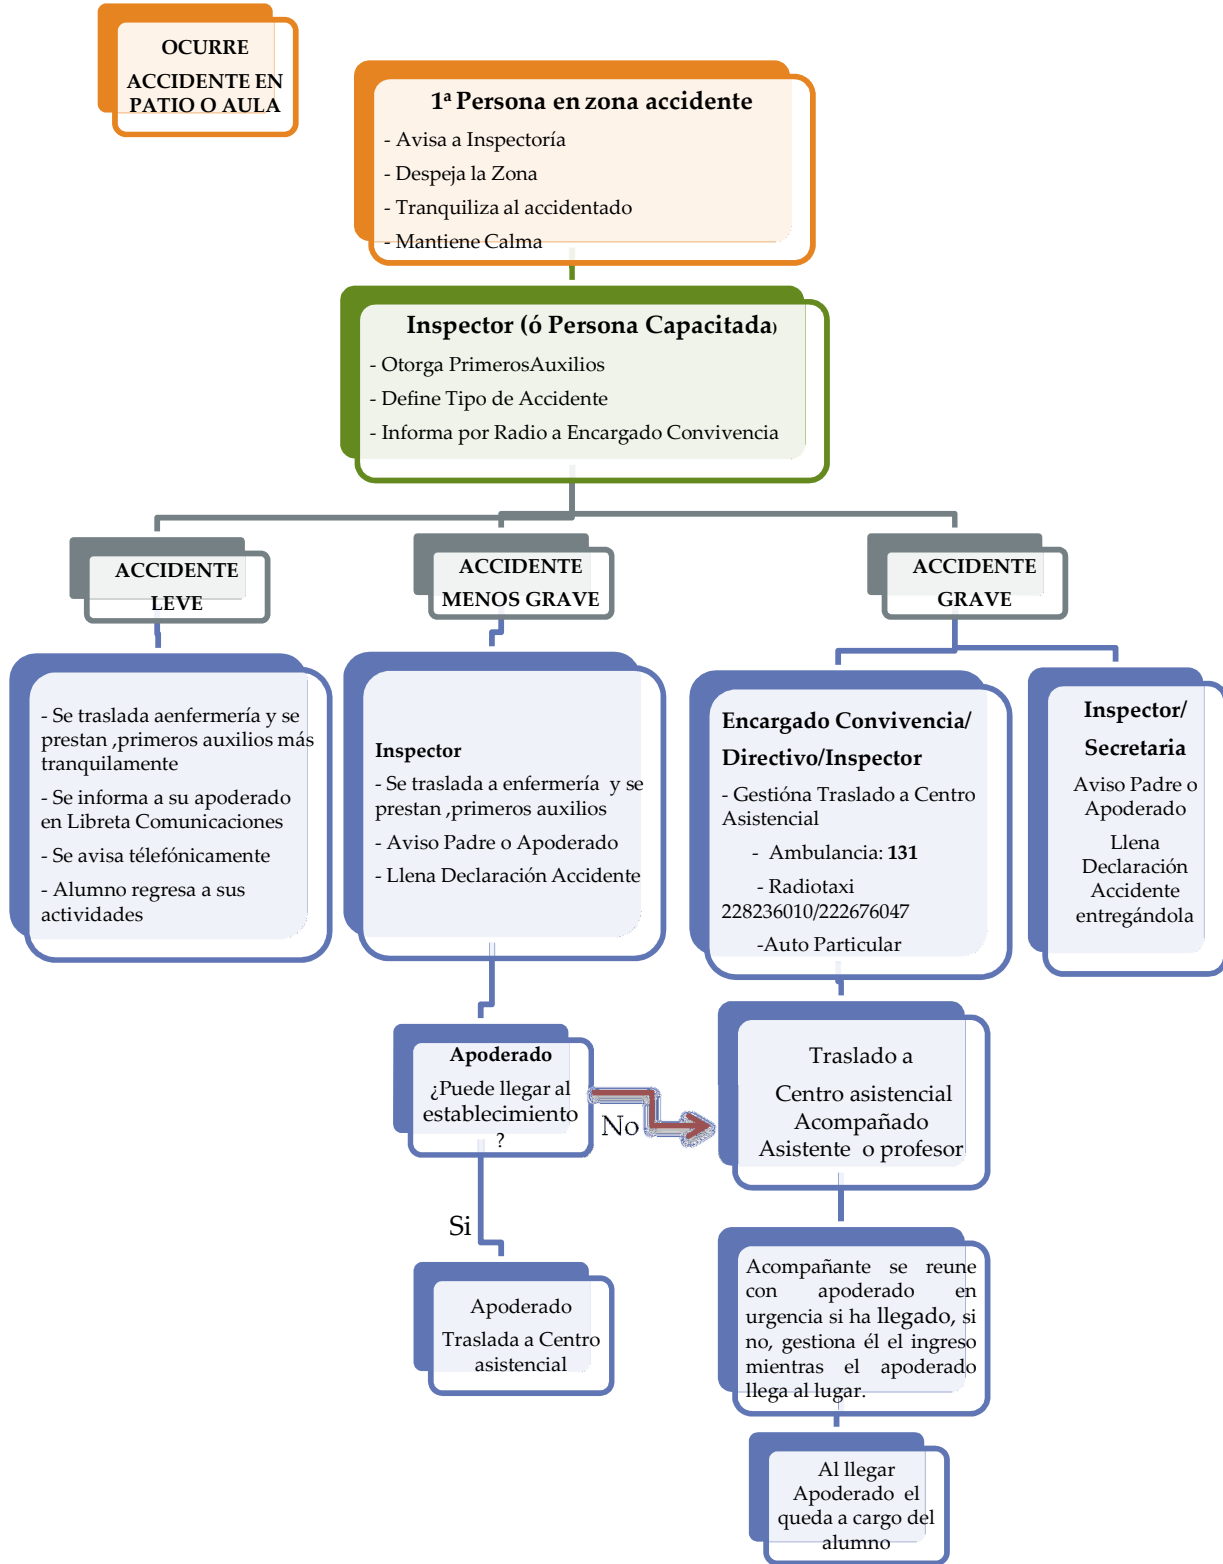 OCURRE
ACCIDENTE EN
PATIO O AULA
1ª Persona en zona accidente
- Avisa a Inspectoría
- Despeja la Zona
- Tranquiliza al accidentado
- Mantiene Calma
Inspector (ó Persona Capacitada)
- Otorga PrimerosAuxilios
- Define Tipo de Accidente
- Informa por Radio a Encargado Convivencia
ACCIDENTE
LEVE
ACCIDENTE
MENOS GRAVE
ACCIDENTE
GRAVE
- Se traslada aenfermería y se
prestan ,primeros auxilios más
tranquilamente
- Se informa a su apoderado
en Libreta Comunicaciones
- Se avisa télefónicamente
- Alumno regresa a sus
actividades
Inspector
- Se traslada a enfermería y se
prestan ,primeros auxilios
- Aviso Padre o Apoderado
- Llena Declaración Accidente
Encargado Convivencia/
Directivo/Inspector
- Gestióna Traslado a Centro
Asistencial
- Ambulancia: 131
- Radiotaxi
228236010/222676047
-Auto Particular
Inspector/
Secretaria
Aviso Padre o
Apoderado
Llena
Declaración
Accidente
entregándola
Apoderado
¿Puede llegar al
establecimiento
?
No
Si
Traslado a
Centro asistencial
Acompañado
Asistente o profesor
Apoderado
Traslada a Centro
asistencial
Acompañante se reune
con apoderado en
urgencia si ha llegado, si
no, gestiona él el ingreso
mientras el apoderado
llega al lugar.
Al llegar
Apoderado el
queda a cargo del
alumno